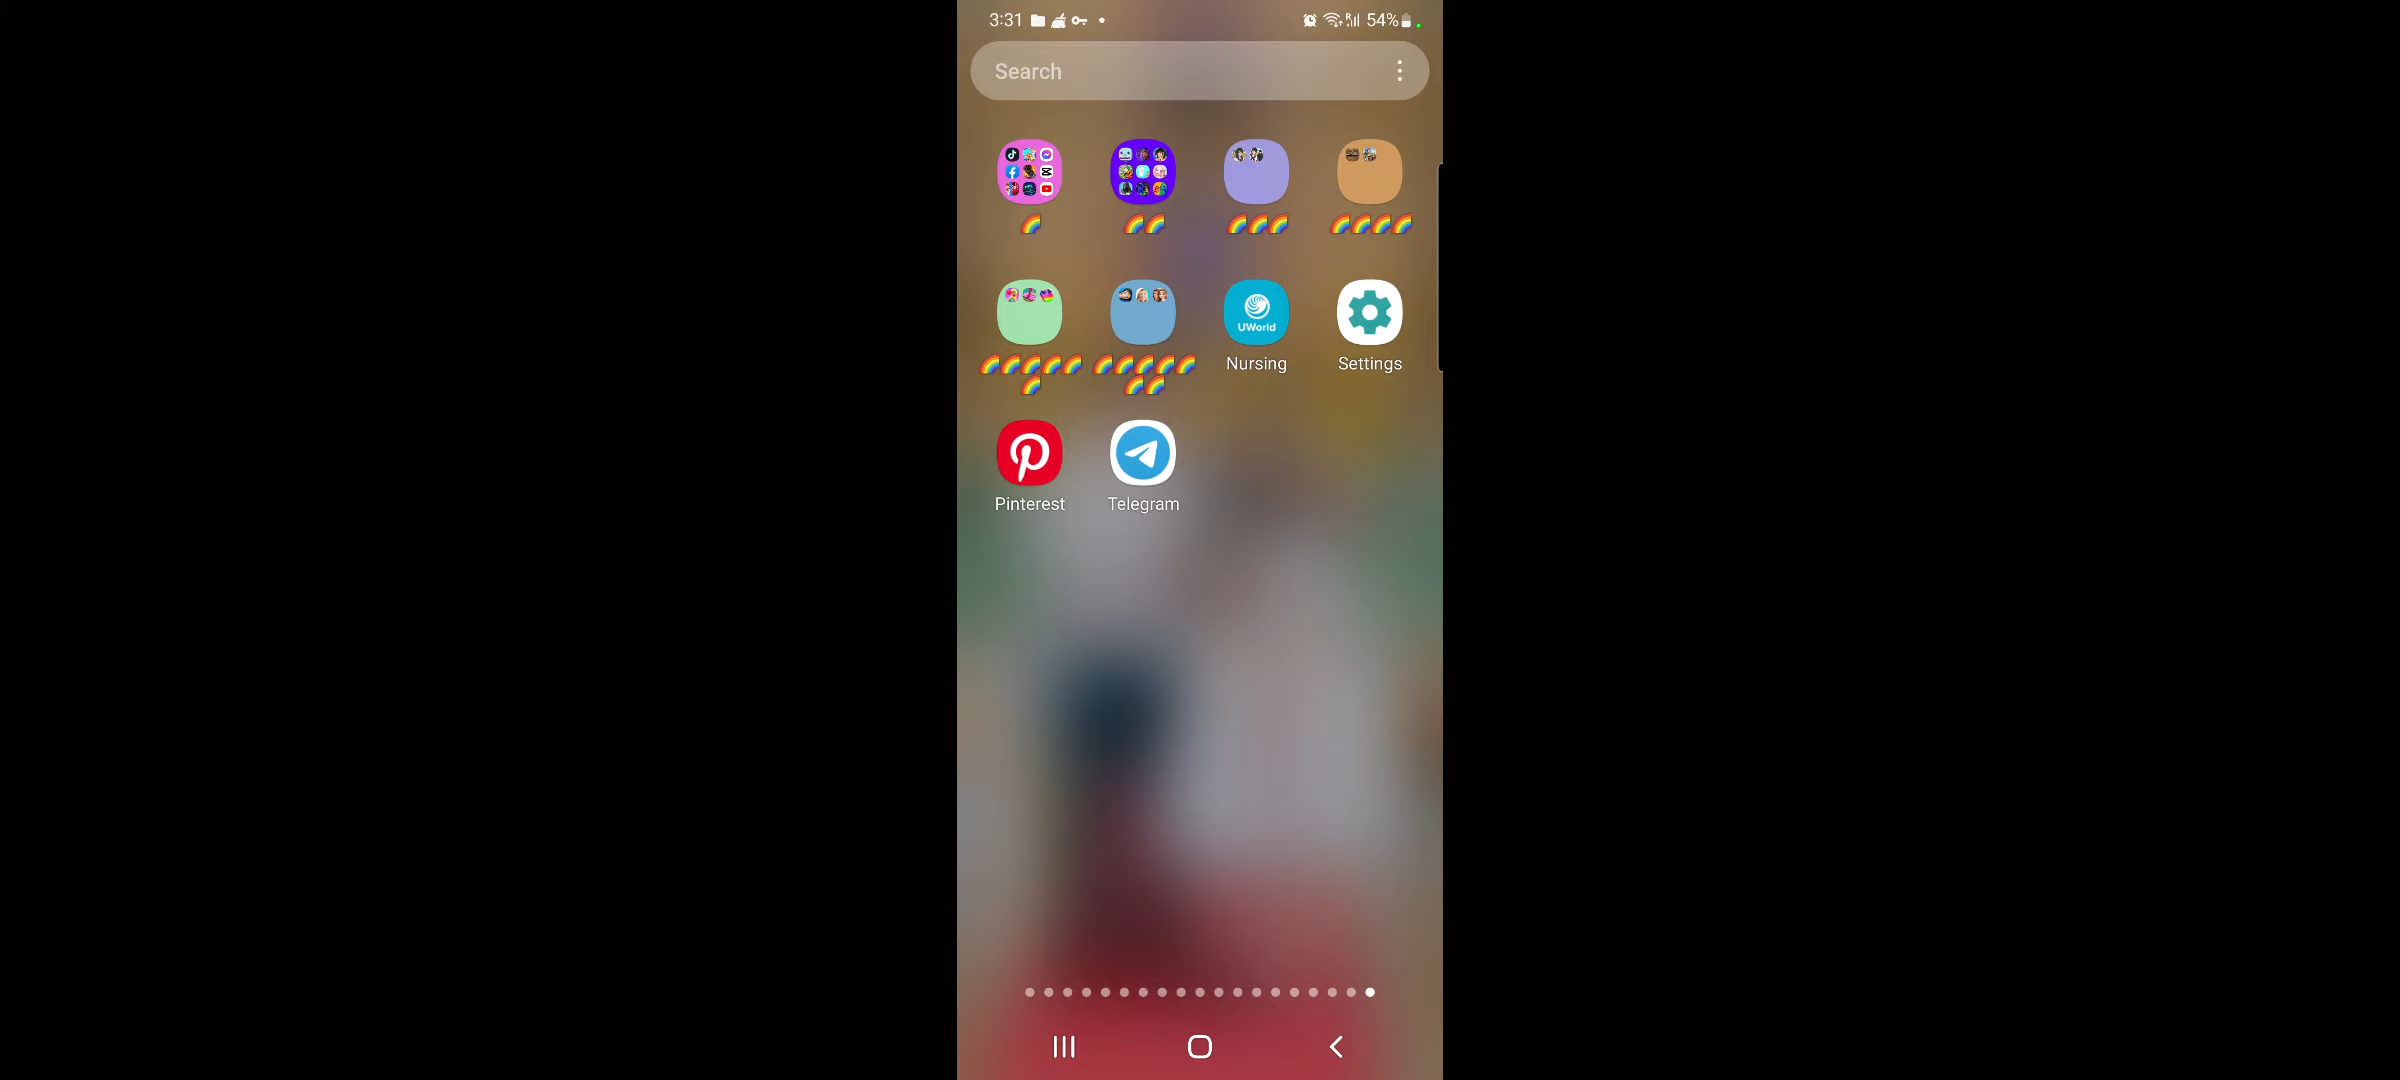 3:31 54%
Search
🌈 🌈🌈 🌈🌈🌈 🌈🌈🌈🌈
UWorld
🌈🌈🌈🌈🌈 🌈🌈🌈🌈🌈 Nursing Settings
🌈 🌈🌈
Pinterest Telegram